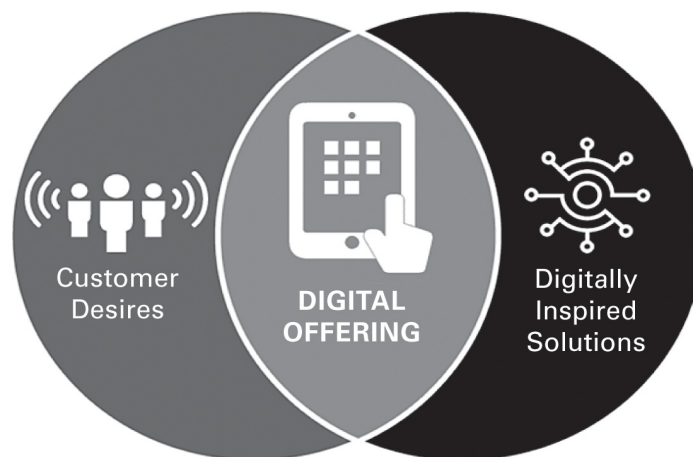 Customer
Desires
DIGITAL
OFFERING
Digitally
Inspired
Solutions